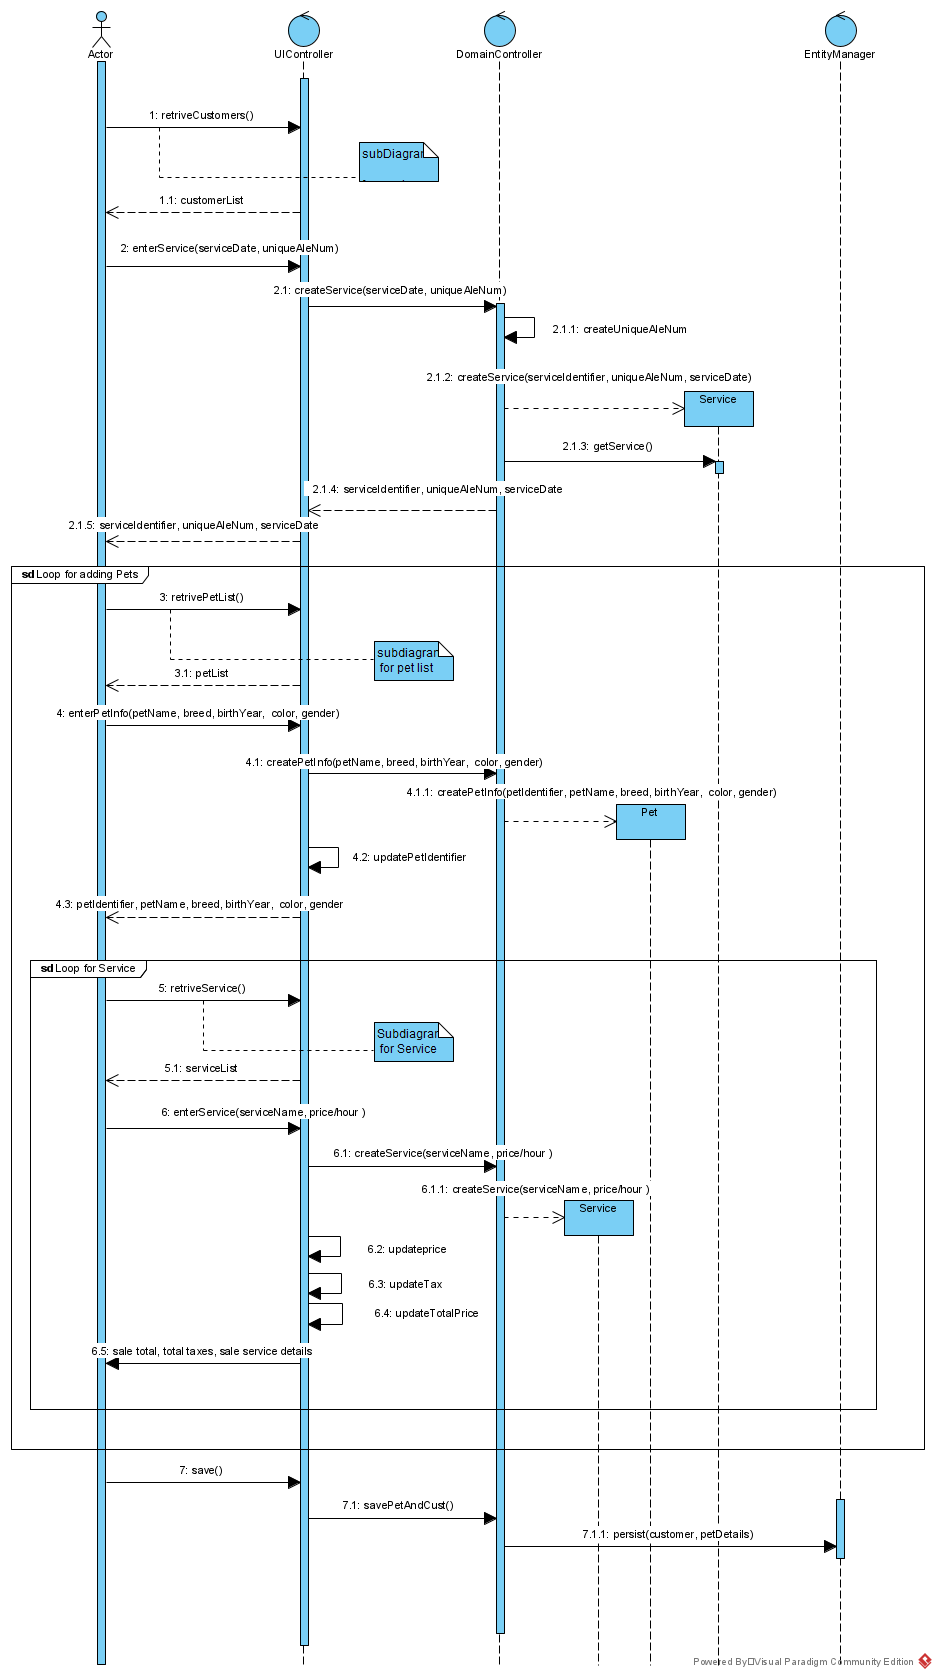 Actor
UIController
DomainController
EntityManager
1: retriveCustomers()
subDiagram
1.1: customerList
2: enterService(serviceDate, uniqueAleNum)
2.1: createService(serviceDate, uniqueAleNum)
2.1.1: createUniqueAleNum
2.1.2: createService(serviceIdentifier, uniqueAleNum, serviceDate)
Service
2.1.3: getService()
2.1.4: serviceIdentifier, uniqueAleNum, serviceDate
2.1.5: serviceIdentifier, uniqueAleNum, serviceDate
sd Loop for adding Pets
3: retrivePetList()
subdiagram
for pet list
3.1: petList
4: enterPetInfo(petName, breed, birthYear, color, gender)
4.1: createPetInfo(petName, breed, birthYear, color, gender)
4.1.1: createPetInfo(petIdentifier, petName, breed, birthYear, color, gender)
Pet
4.2: updatePetIdentifier
4.3: petIdentifier, petName, breed, birthYear, color, gender
sd Loop for Service
5: retriveService()
Subdiagram
for Service
5.1: serviceList
6: enterService(serviceName, price/hour )
6.1: createService(serviceName, price/hour )
6.1.1: createService(serviceName, price/hour )
Service
6.2: updateprice
6.3: updateTax
6.4: updateTotalPrice
6.5: sale total, total taxes, sale service details
7: save()
7.1: savePetAndCust()
7.1.1: persist(customer, petDetails)
Powered By Visual Paradigm Community Edition